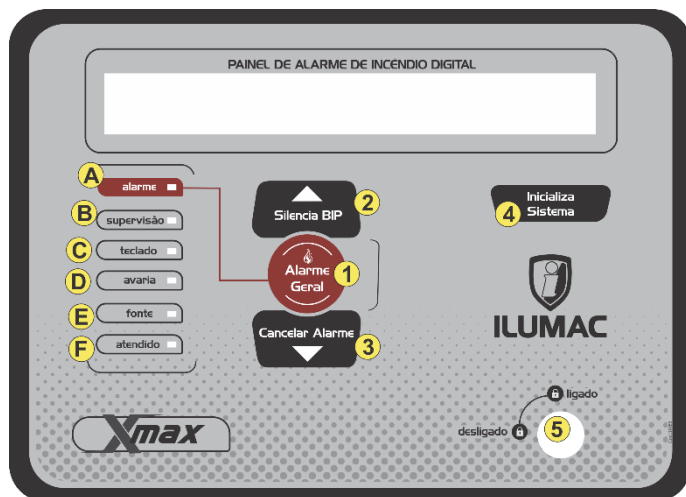 PAINEL DE ALARME DE INCÊNDIO DIGITAL
A
alarme
B
supervisão
C
teclado
D
avaria
E
fonte
F
atendido
2
Silencia BIP
1
Alarme
Geral
Cancelar Alarme
3
Inicializa
4
Sistema
ILUMAC
ligado
desligado
5
Xmax